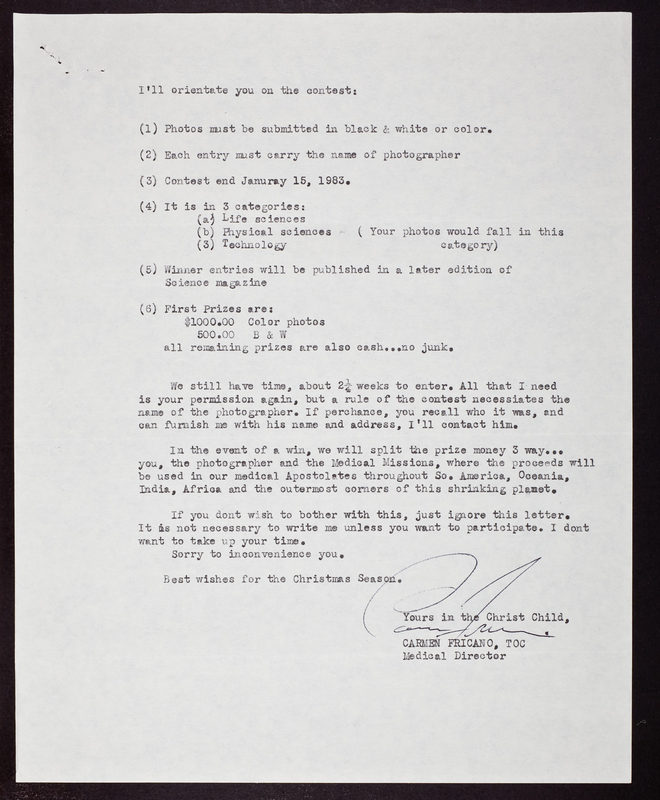 I'll orientate you on the contest:
(1) Photos must be submitted in black & white or color.
(2) Each entry must carry the name of photographer
(3) Contest end Januray 15, 1983.
(4) It is in 3 categories:
(a) Life sciences
(b) Physical sciences - ( Your photos would fall in this
(3) Technology category)
(5) Winner entries will be published in a later edition of
Science magazine
(6) First Prizes are:
$1000.00 Color photos
500.00 B & W
all remaining prizes are also cash...no junk.
We still have time, about 2½ weeks to enter. All that I need
is your permission again, but a rule of the contest necessiates the
name of the photographer. If perchance, you recall who it was, and
can furnish me with his name and address, I'll contact him.
In the event of a win, we will split the prize money 3 way...
you, the photographer and the Medical Missions, where the proceeds will
be used in our medical Apostolates throughout So. America, Oceania,
India, Africa and the outermost corners of this shrinking planet.
If you dont wish to bother with this, just ignore this letter.
It is not necessary to write me unless you want to participate. I dont
want to take up your time.
Sorry to inconvenience you.
Best wishes for the Christmas Season.
Yours in the Christ Child,
CARMEN FRICANO, TOC
Medical Director